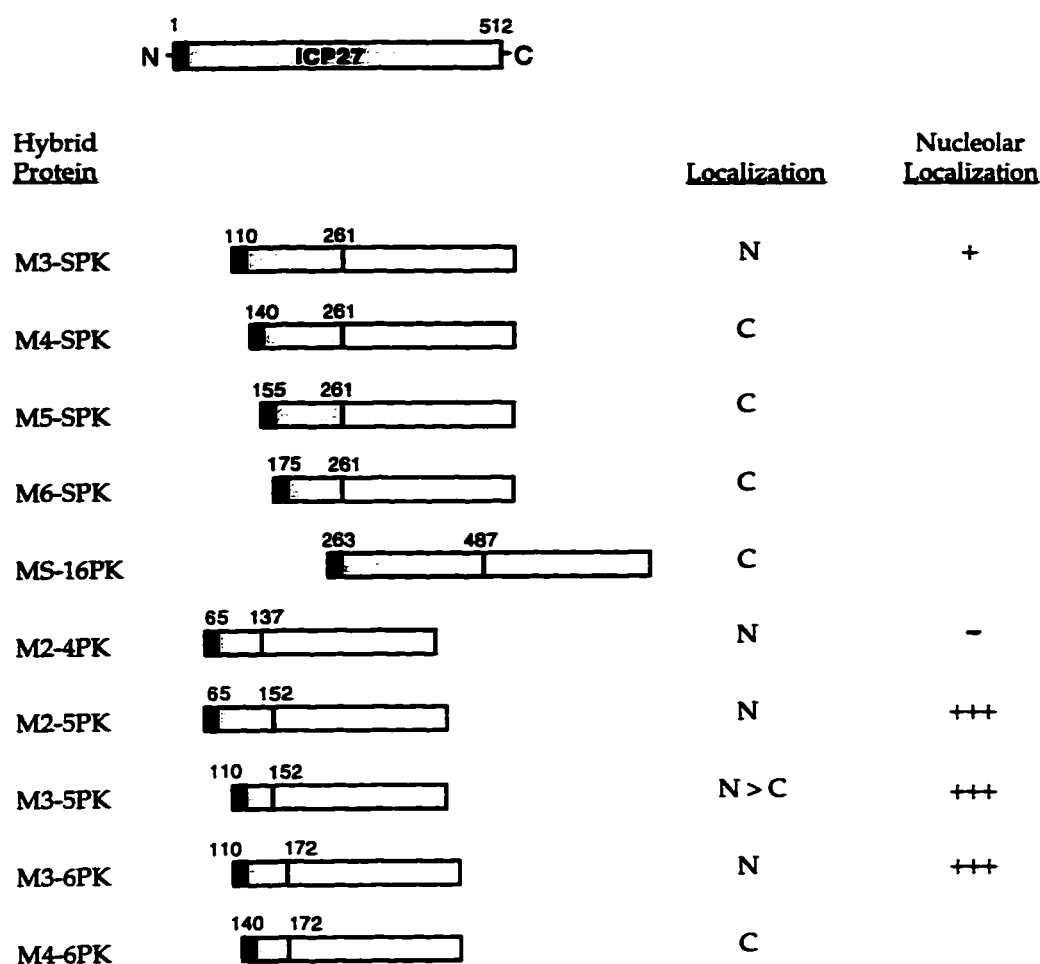 1 512
N ICP27 C
Hybrid Protein Localization Nucleolar Localization
110 261
M3-SPK N +
140 261
M4-SPK C
155 261
M5-SPK C
175 261
M6-SPK C
263 487
MS-16PK C
65 137
M2-4PK N -
65 152
M2-5PK N +++
110 152
M3-5PK N > C +++
110 172
M3-6PK N +++
140 172
M4-6PK C